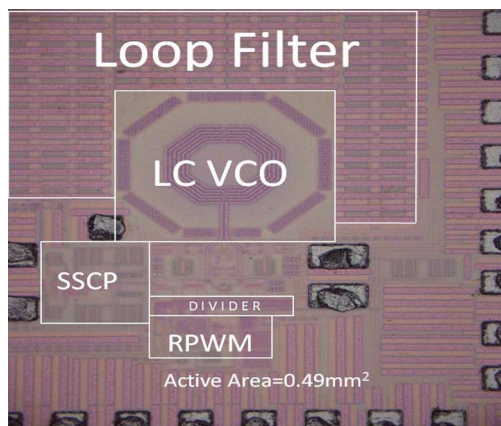 Loop Filter
LC VCO
SSCP
DIVIDER
RPWM
Active Area=0.49mm²